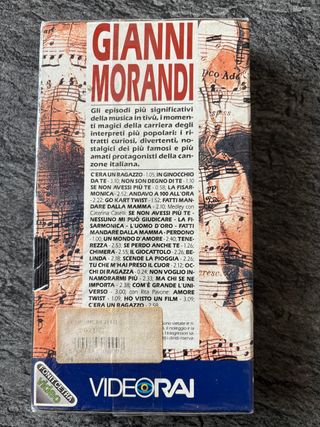 GIANNI
MORANDI
Gli episodi più significativi
della musica in tivù, i momen-
ti magici della carriera degli
interpreti più popolari: i ri-
tratti curiosi, divertenti, no-
stalgici dei più famosi e più
amati protagonisti della can-
zone italiana.
C'ERA UN RAGAZZO - 1.05; IN GINOCCHIO
DA TE - 3.10; NON SON DEGNO DI TE - 1.10
SE NON AVESSI PIÙ TE - 0.58; LA FISAR-
MONICA - 2.52; ANDAVO A 100 ALL'ORA
- 2.22; GO KART TWIST - 1.52; FATTI MAN-
DARE DALLA MAMMA - 2.10; Medley con
Caterina Caselli: SE NON AVESSI PIÙ TE -
NESSUNO MI PUÒ GIUDICARE - LA FI-
SARMONICA - L'UOMO D'ORO - FATTI
MANDARE DALLA MAMMA - PERDONO
- 1.00; UN MONDO D'AMORE - 2.40; TENE-
REZZA - 2.53; SE PERDO ANCHE TE - 3.26;
CHIMERA - 2.55; IL GIOCATTOLO - 2.26; BE-
LINDA - 2.38; SCENDE LA PIOGGIA - 2.26;
TU CHE M'HAI PRESO IL CUOR - 2.12; OC-
CHI DI RAGAZZA - 0.24; NON VOGLIO IN-
NAMORARMI PIÙ - 2.33; MA CHI SE NE
IMPORTA - 2.38; COM'È GRANDE L'UNI-
VERSO - 3.00; con Rita Pavone: AMORE
TWIST - 1.09; HO VISTO UN FILM - 3.09;
C'ERA UN RAGAZZO - 2.58
FONIT CETRA
Video
VIDEORAI